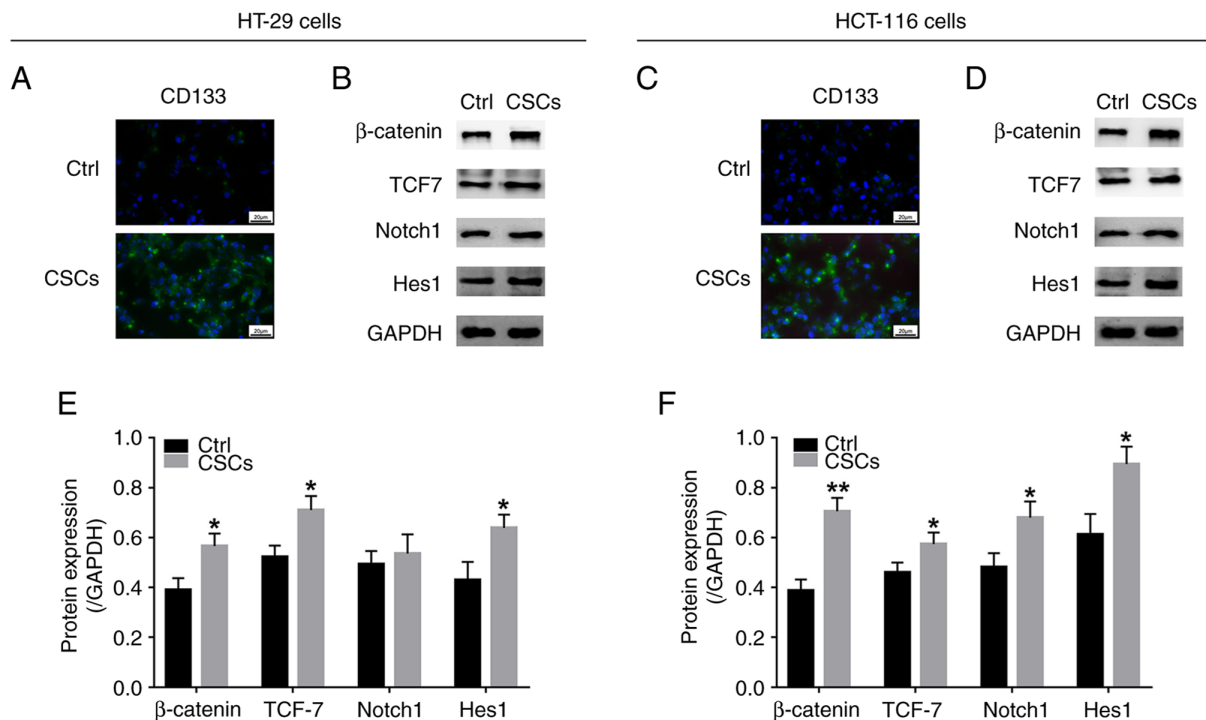 HT-29 cells
HCT-116 cells
A
B
C
D
CD133
Ctrl
CSCs
20μm
20μm
Ctrl CSCs
β-catenin
TCF7
Notch1
Hes1
GAPDH
CD133
Ctrl
CSCs
20μm
20μm
Ctrl CSCs
β-catenin
TCF7
Notch1
Hes1
GAPDH
E
Protein expression
(/GAPDH)
1.0
0.8
0.6
0.4
0.2
0.0
Ctrl
CSCs
*
*
*
β-catenin TCF-7 Notch1 Hes1
F
Protein expression
(/GAPDH)
1.0
0.8
0.6
0.4
0.2
0.0
Ctrl
CSCs
**
*
*
*
β-catenin TCF-7 Notch1 Hes1